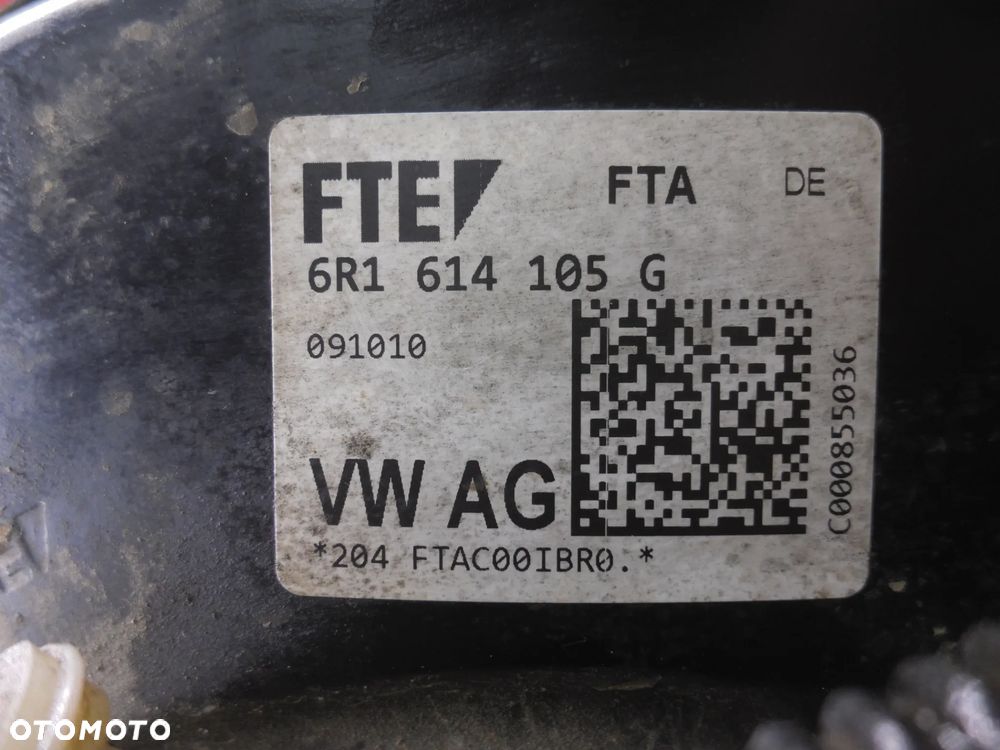 FTE FTA DE
6R1 614 105 G
091010
C000855036
VW AG
*204 FTAC00IBR0.*
OTOMOTO